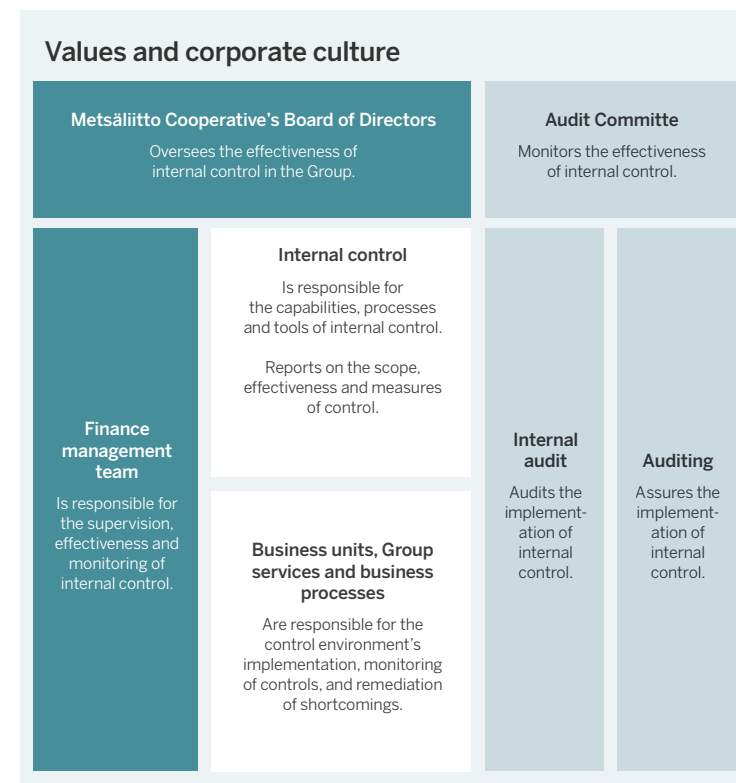 Values and corporate culture
Metsäliitto Cooperative’s Board of Directors
Oversees the effectiveness of
internal control in the Group.
Audit Committe
Monitors the effectiveness
of internal control.
Finance
management
team
Is responsible for
the supervision,
effectiveness and
monitoring of
internal control.
Internal control
Is responsible for
the capabilities, processes
and tools of internal control.
Reports on the scope,
effectiveness and measures
of control.
Business units, Group
services and business
processes
Are responsible for the
control environment’s
implementation, monitoring
of controls, and remediation
of shortcomings.
Internal
audit
Audits the
implement-
ation of
internal
control.
Auditing
Assures the
implement-
ation of
internal
control.